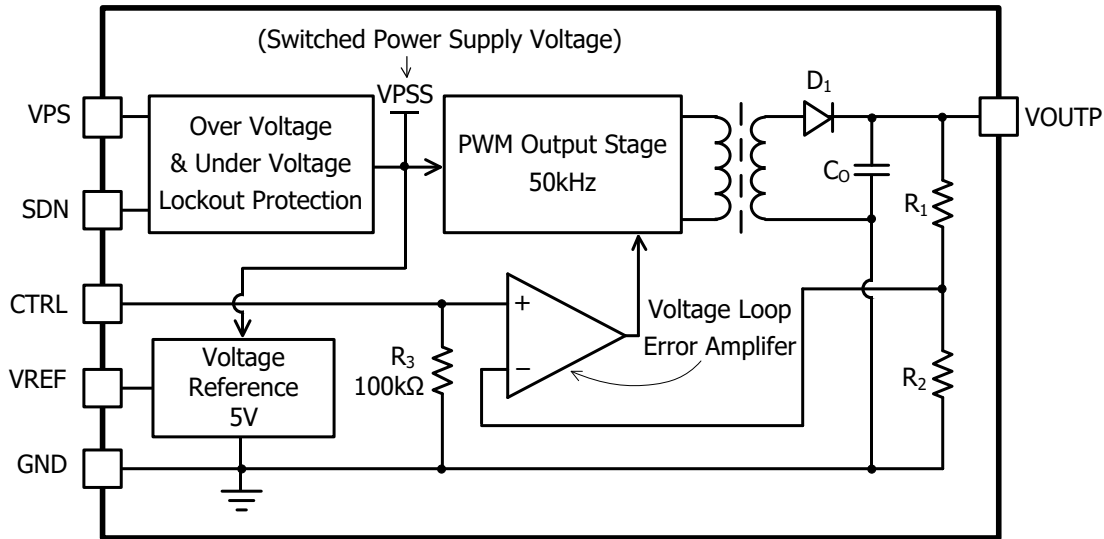 (Switched Power Supply Voltage)
VPSS
D1
VPS
SDN
Over Voltage
& Under Voltage
Lockout Protection
PWM Output Stage
50kHz
CO
R1
VOUTP
CTRL
+
−
Voltage Loop
Error Amplifer
R3
100kΩ
R2
VREF
Voltage
Reference
5V
GND